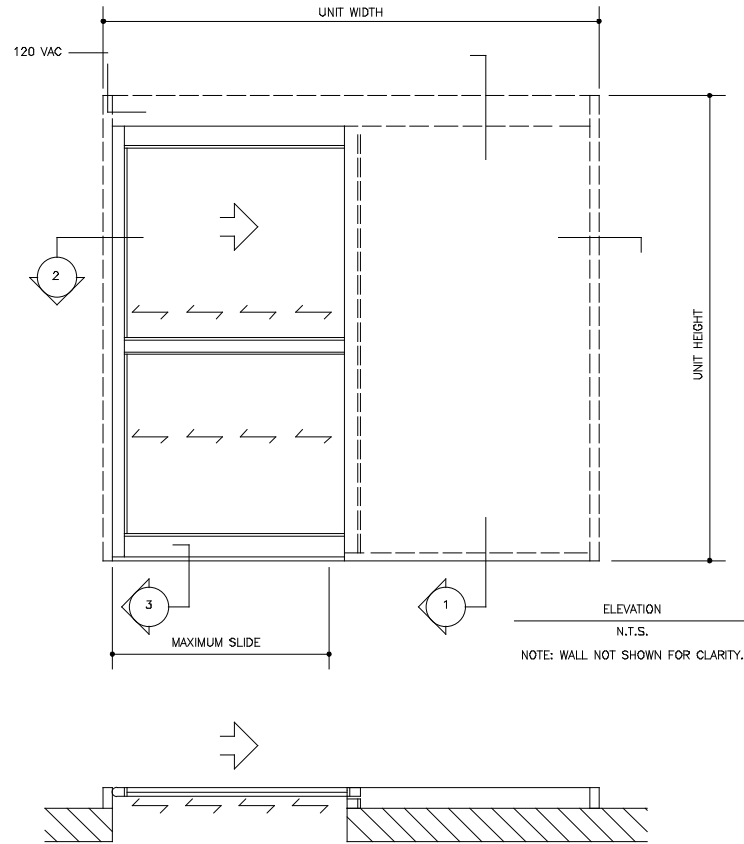 UNIT WIDTH
120 VAC
2
UNIT HEIGHT
3
1
ELEVATION
N.T.S.
MAXIMUM SLIDE
NOTE: WALL NOT SHOWN FOR CLARITY.